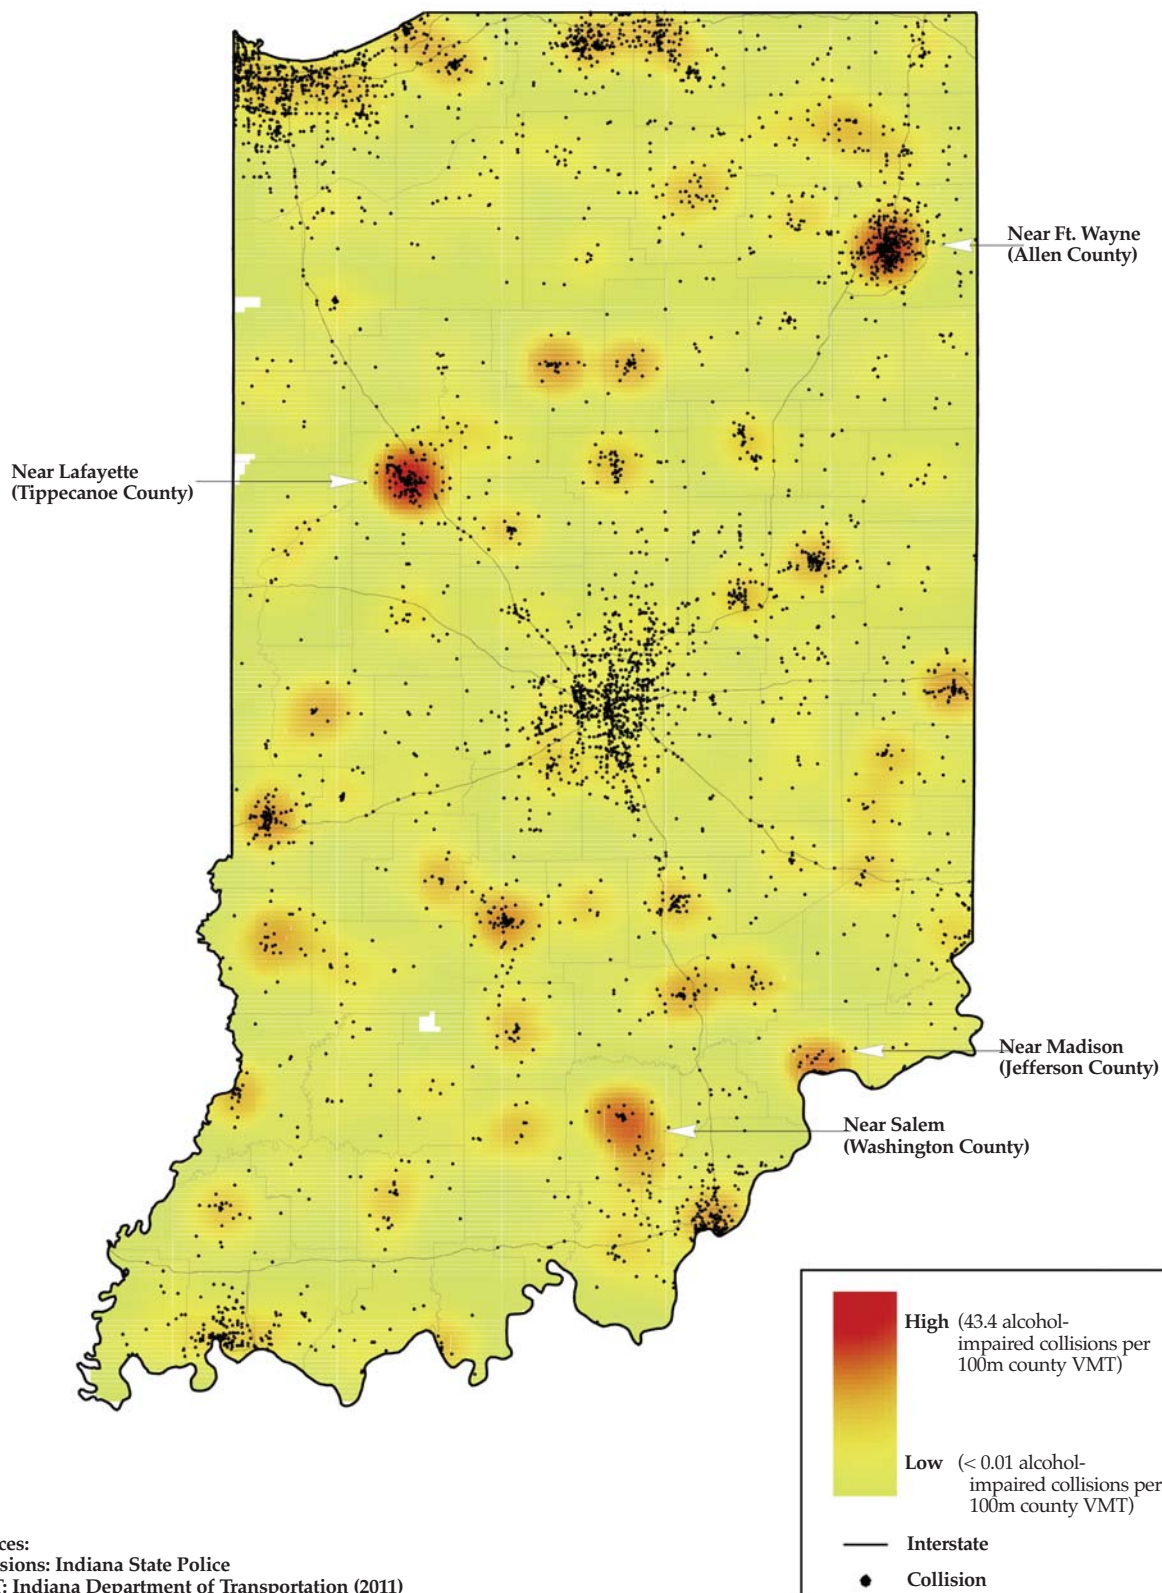 Near Ft. Wayne
(Allen County)
Near Lafayette
(Tippecanoe County)
Near Madison
(Jefferson County)
Near Salem
(Washington County)
High (43.4 alcohol-
impaired collisions per
100m county VMT)
Low (< 0.01 alcohol-
impaired collisions per
100m county VMT)
Interstate
Collision
ces:
sions: Indiana State Police
T: Indiana Department of Transportation (2011)